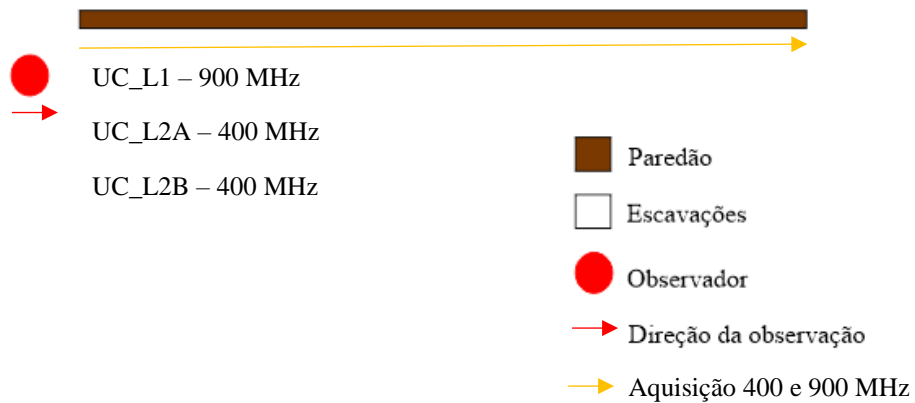 UC_L1 – 900 MHz
UC_L2A – 400 MHz
UC_L2B – 400 MHz
Paredão
Escavações
Observador
Direção da observação
Aquisição 400 e 900 MHz